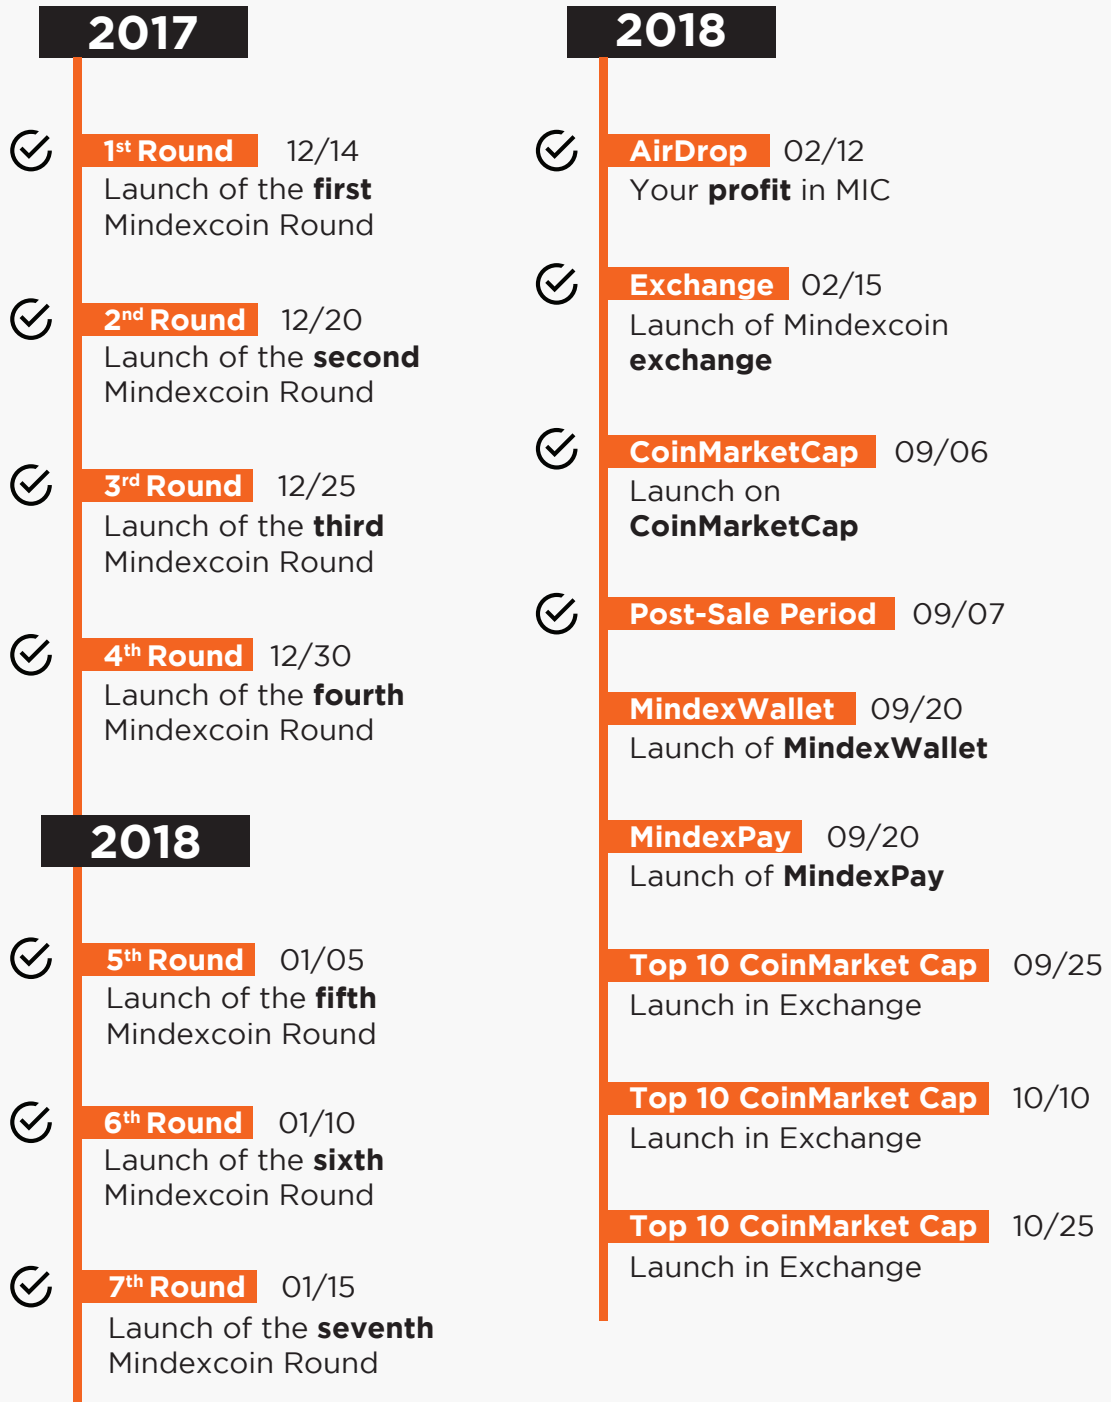 2017
1st Round 12/14
Launch of the first
Mindexcoin Round
2nd Round 12/20
Launch of the second
Mindexcoin Round
3rd Round 12/25
Launch of the third
Mindexcoin Round
4th Round 12/30
Launch of the fourth
Mindexcoin Round
2018
5th Round 01/05
Launch of the fifth
Mindexcoin Round
6th Round 01/10
Launch of the sixth
Mindexcoin Round
7th Round 01/15
Launch of the seventh
Mindexcoin Round
2018
AirDrop 02/12
Your profit in MIC
Exchange 02/15
Launch of Mindexcoin
exchange
CoinMarketCap 09/06
Launch on
CoinMarketCap
Post-Sale Period 09/07
MindexWallet 09/20
Launch of MindexWallet
MindexPay 09/20
Launch of MindexPay
Top 10 CoinMarket Cap 09/25
Launch in Exchange
Top 10 CoinMarket Cap 10/10
Launch in Exchange
Top 10 CoinMarket Cap 10/25
Launch in Exchange